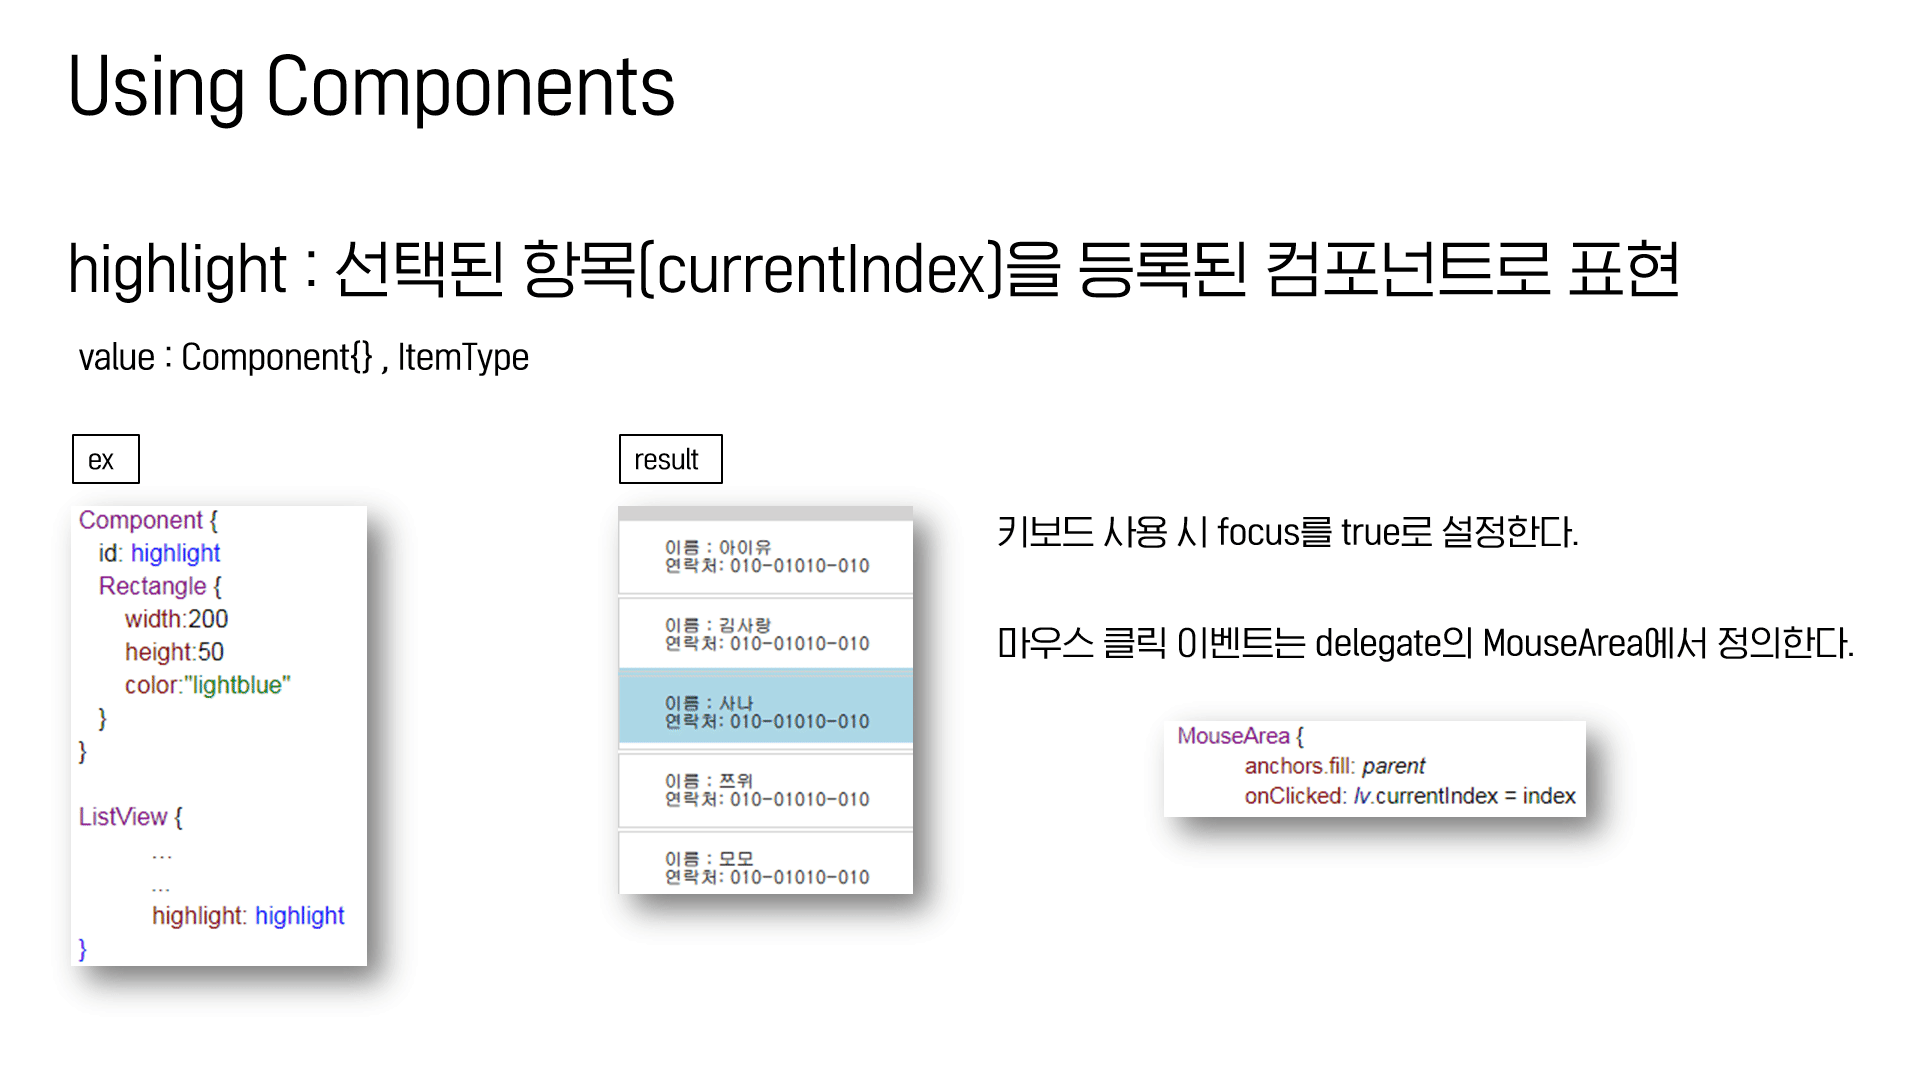 Using Components
highlight : 선택된 항목(currentIndex)을 등록된 컴포넌트로 표현
value : Component{} , ItemType
ex
Component {
id: highlight
Rectangle {
width:200
height:50
color:"lightblue"
}
}
ListView {
...
...
highlight: highlight
}
result
이름 : 아이유
연락처: 010-01010-010
이름 : 김사랑
연락처: 010-01010-010
이름 : 사나
연락처: 010-01010-010
이름 : 쯔위
연락처: 010-01010-010
이름 : 모모
연락처: 010-01010-010
키보드 사용 시 focus를 true로 설정한다.
마우스 클릭 이벤트는 delegate의 MouseArea에서 정의한다.
MouseArea {
anchors.fill: parent
onClicked: lv.currentIndex = index